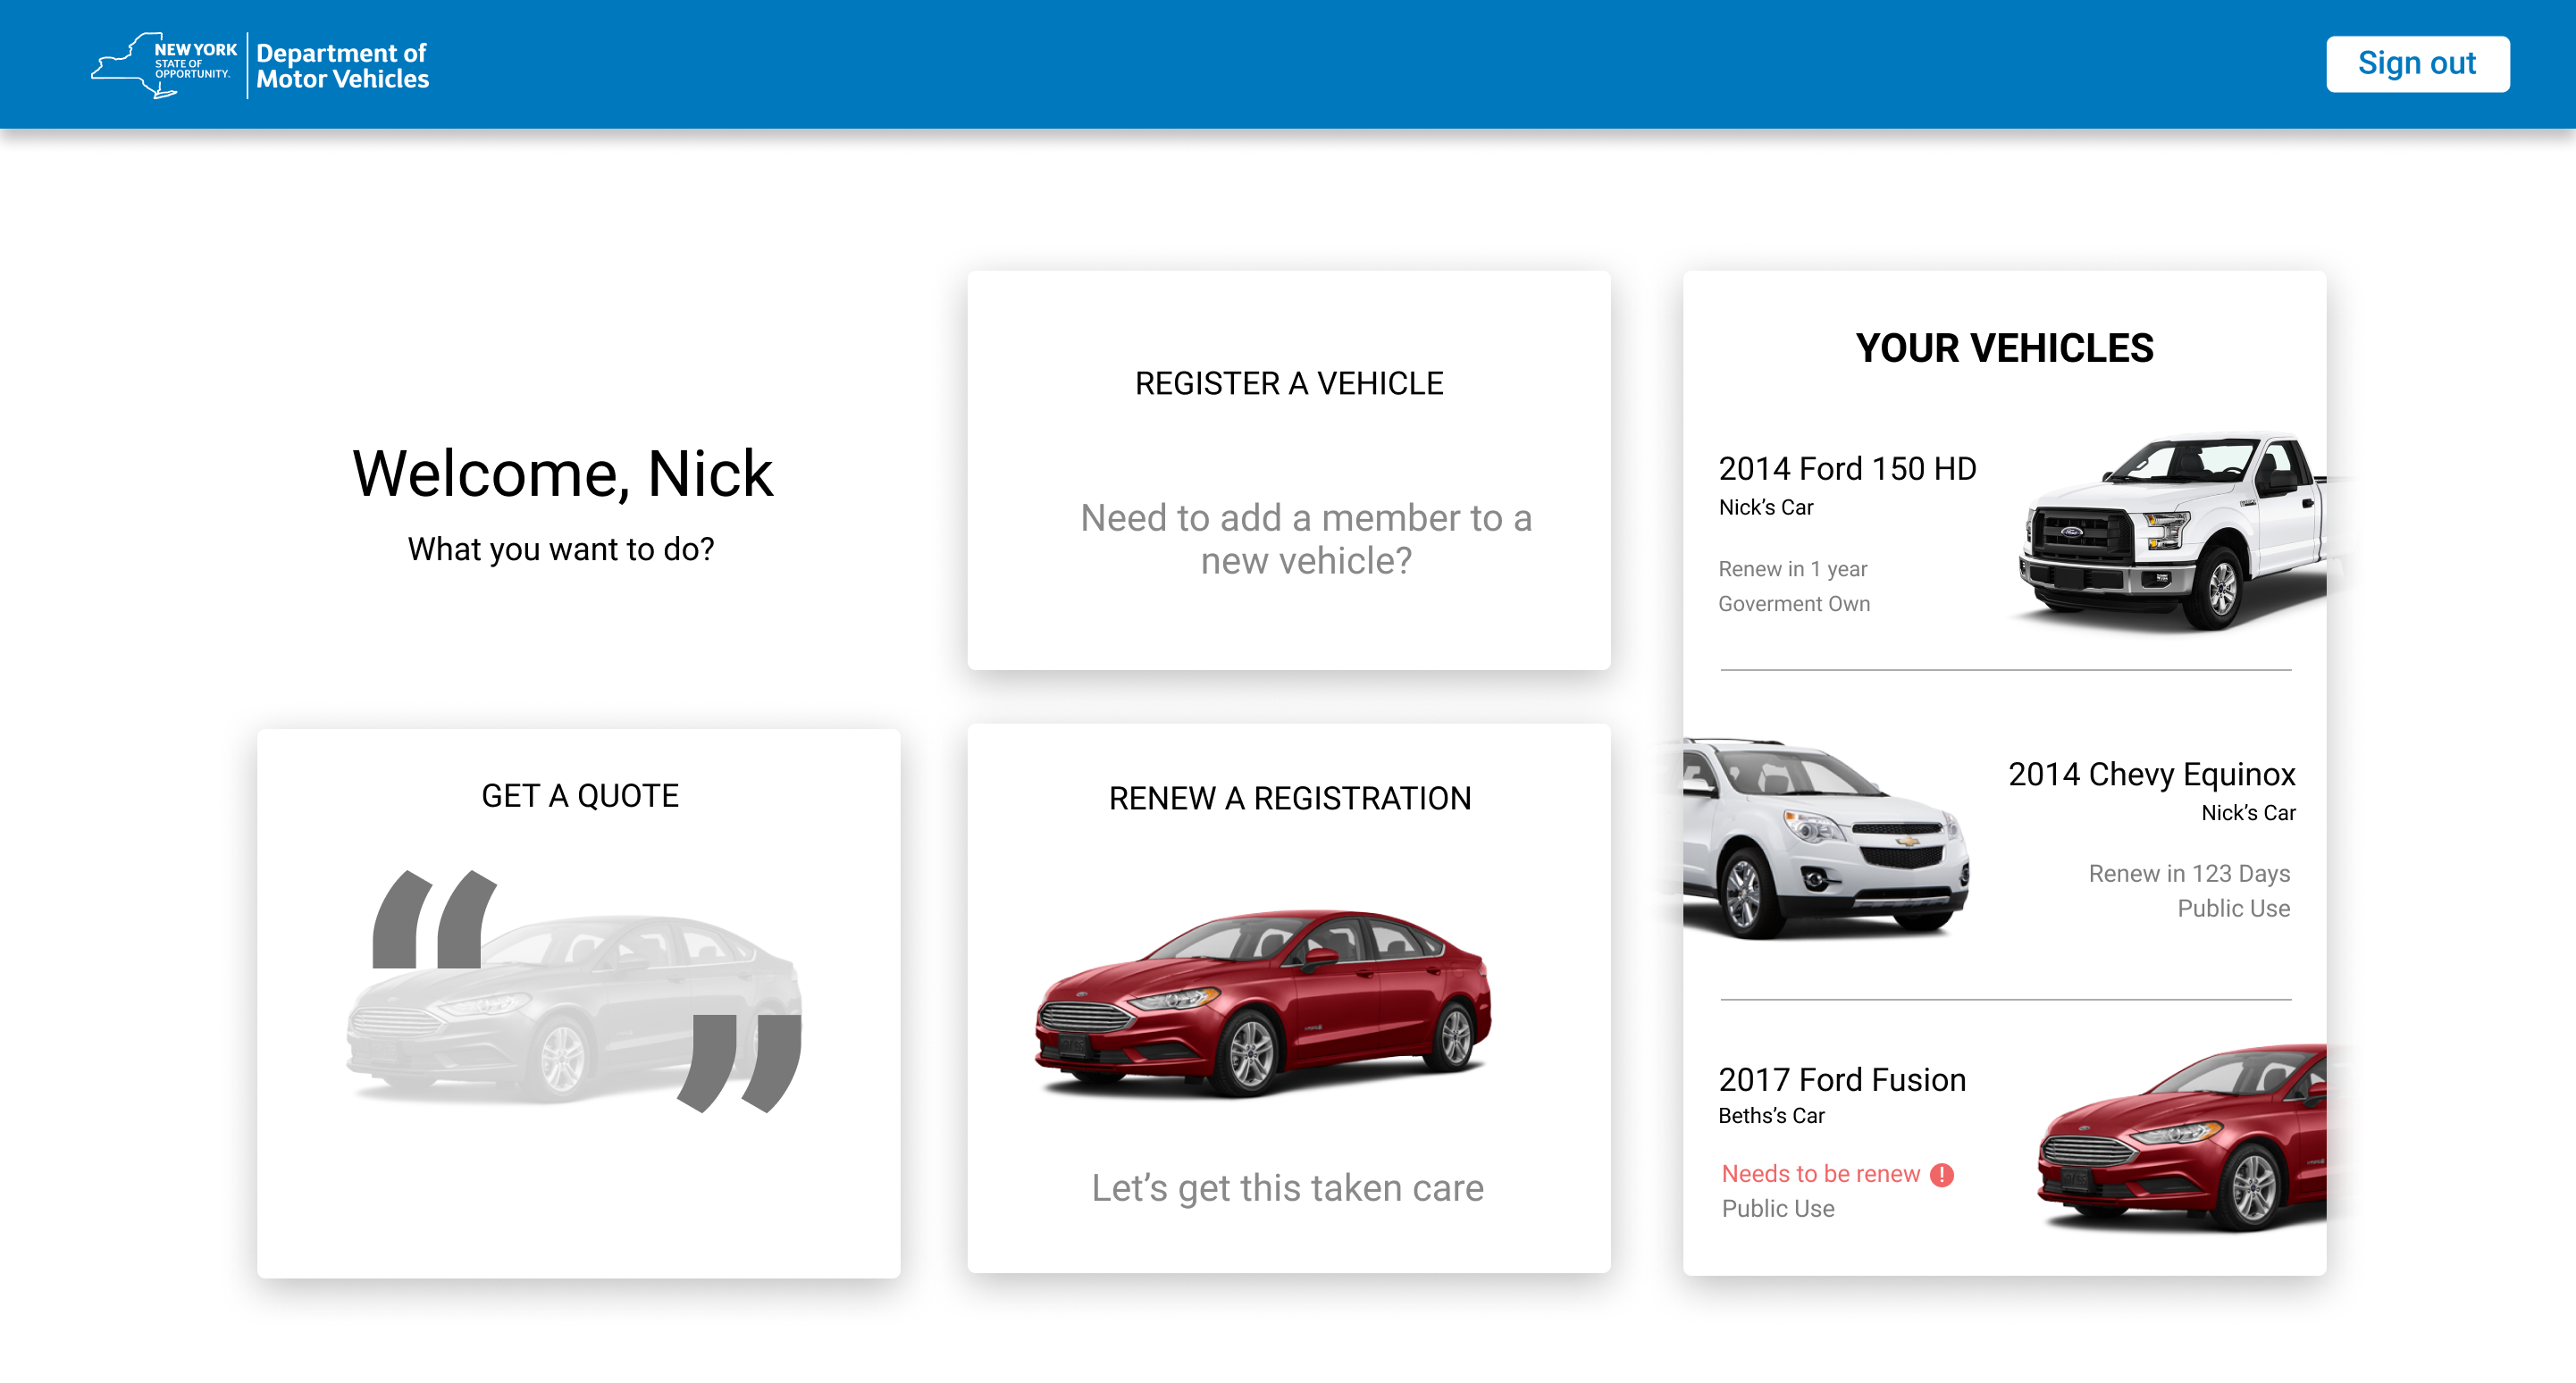 NEW YORK
STATE OF
OPPORTUNITY.
Department of
Motor Vehicles
Sign out
Welcome, Nick
What you want to do?
REGISTER A VEHICLE
Need to add a member to a
new vehicle?
GET A QUOTE
“
”
RENEW A REGISTRATION
Let’s get this taken care
YOUR VEHICLES
2014 Ford 150 HD
Nick’s Car
Renew in 1 year
Goverment Own
2014 Chevy Equinox
Nick’s Car
Renew in 123 Days
Public Use
2017 Ford Fusion
Beths’s Car
Needs to be renew !
Public Use